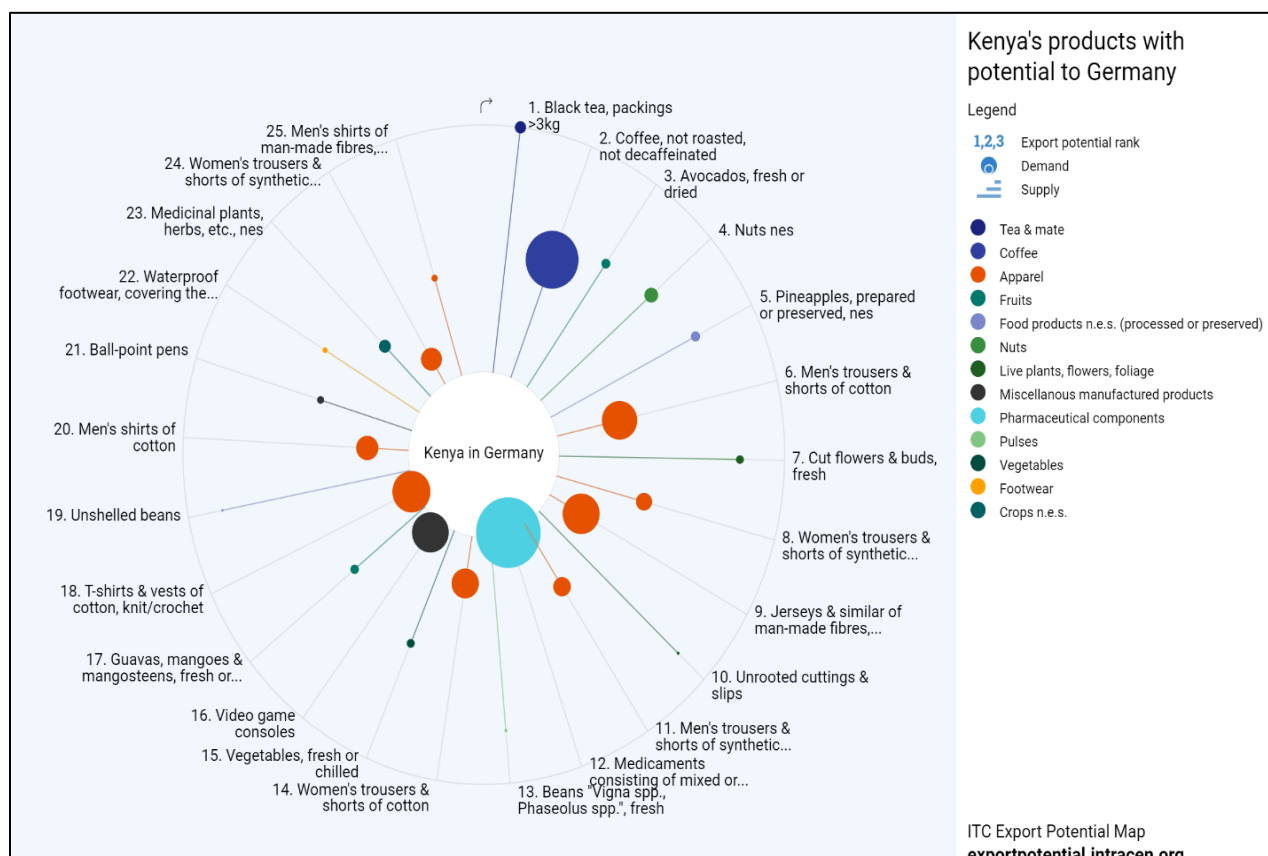 Kenya's products with
potential to Germany
Legend
1,2,3 Export potential rank
Demand
Supply
Tea & mate
Coffee
Apparel
Fruits
Food products n.e.s. (processed or preserved)
Nuts
Live plants, flowers, foliage
Miscellanous manufactured products
Pharmaceutical components
Pulses
Vegetables
Footwear
Crops n.e.s.
ITC Export Potential Map
exportpotential.intracen.org
Kenya in Germany
1. Black tea, packings
>3kg
2. Coffee, not roasted,
not decaffeinated
3. Avocados, fresh or
dried
4. Nuts nes
5. Pineapples, prepared
or preserved, nes
6. Men's trousers &
shorts of cotton
7. Cut flowers & buds,
fresh
8. Women's trousers &
shorts of synthetic...
9. Jerseys & similar of
man-made fibres,...
10. Unrooted cuttings &
slips
11. Men's trousers &
shorts of synthetic...
12. Medicaments
consisting of mixed or...
13. Beans "Vigna spp.,
Phaseolus spp.", fresh
14. Women's trousers &
shorts of cotton
15. Vegetables, fresh or
chilled
16. Video game
consoles
17. Guavas, mangoes &
mangosteens, fresh or...
18. T-shirts & vests of
cotton, knit/crochet
19. Unshelled beans
20. Men's shirts of
cotton
21. Ball-point pens
22. Waterproof
footwear, covering the...
23. Medicinal plants,
herbs, etc., nes
24. Women's trousers &
shorts of synthetic...
25. Men's shirts of
man-made fibres,...